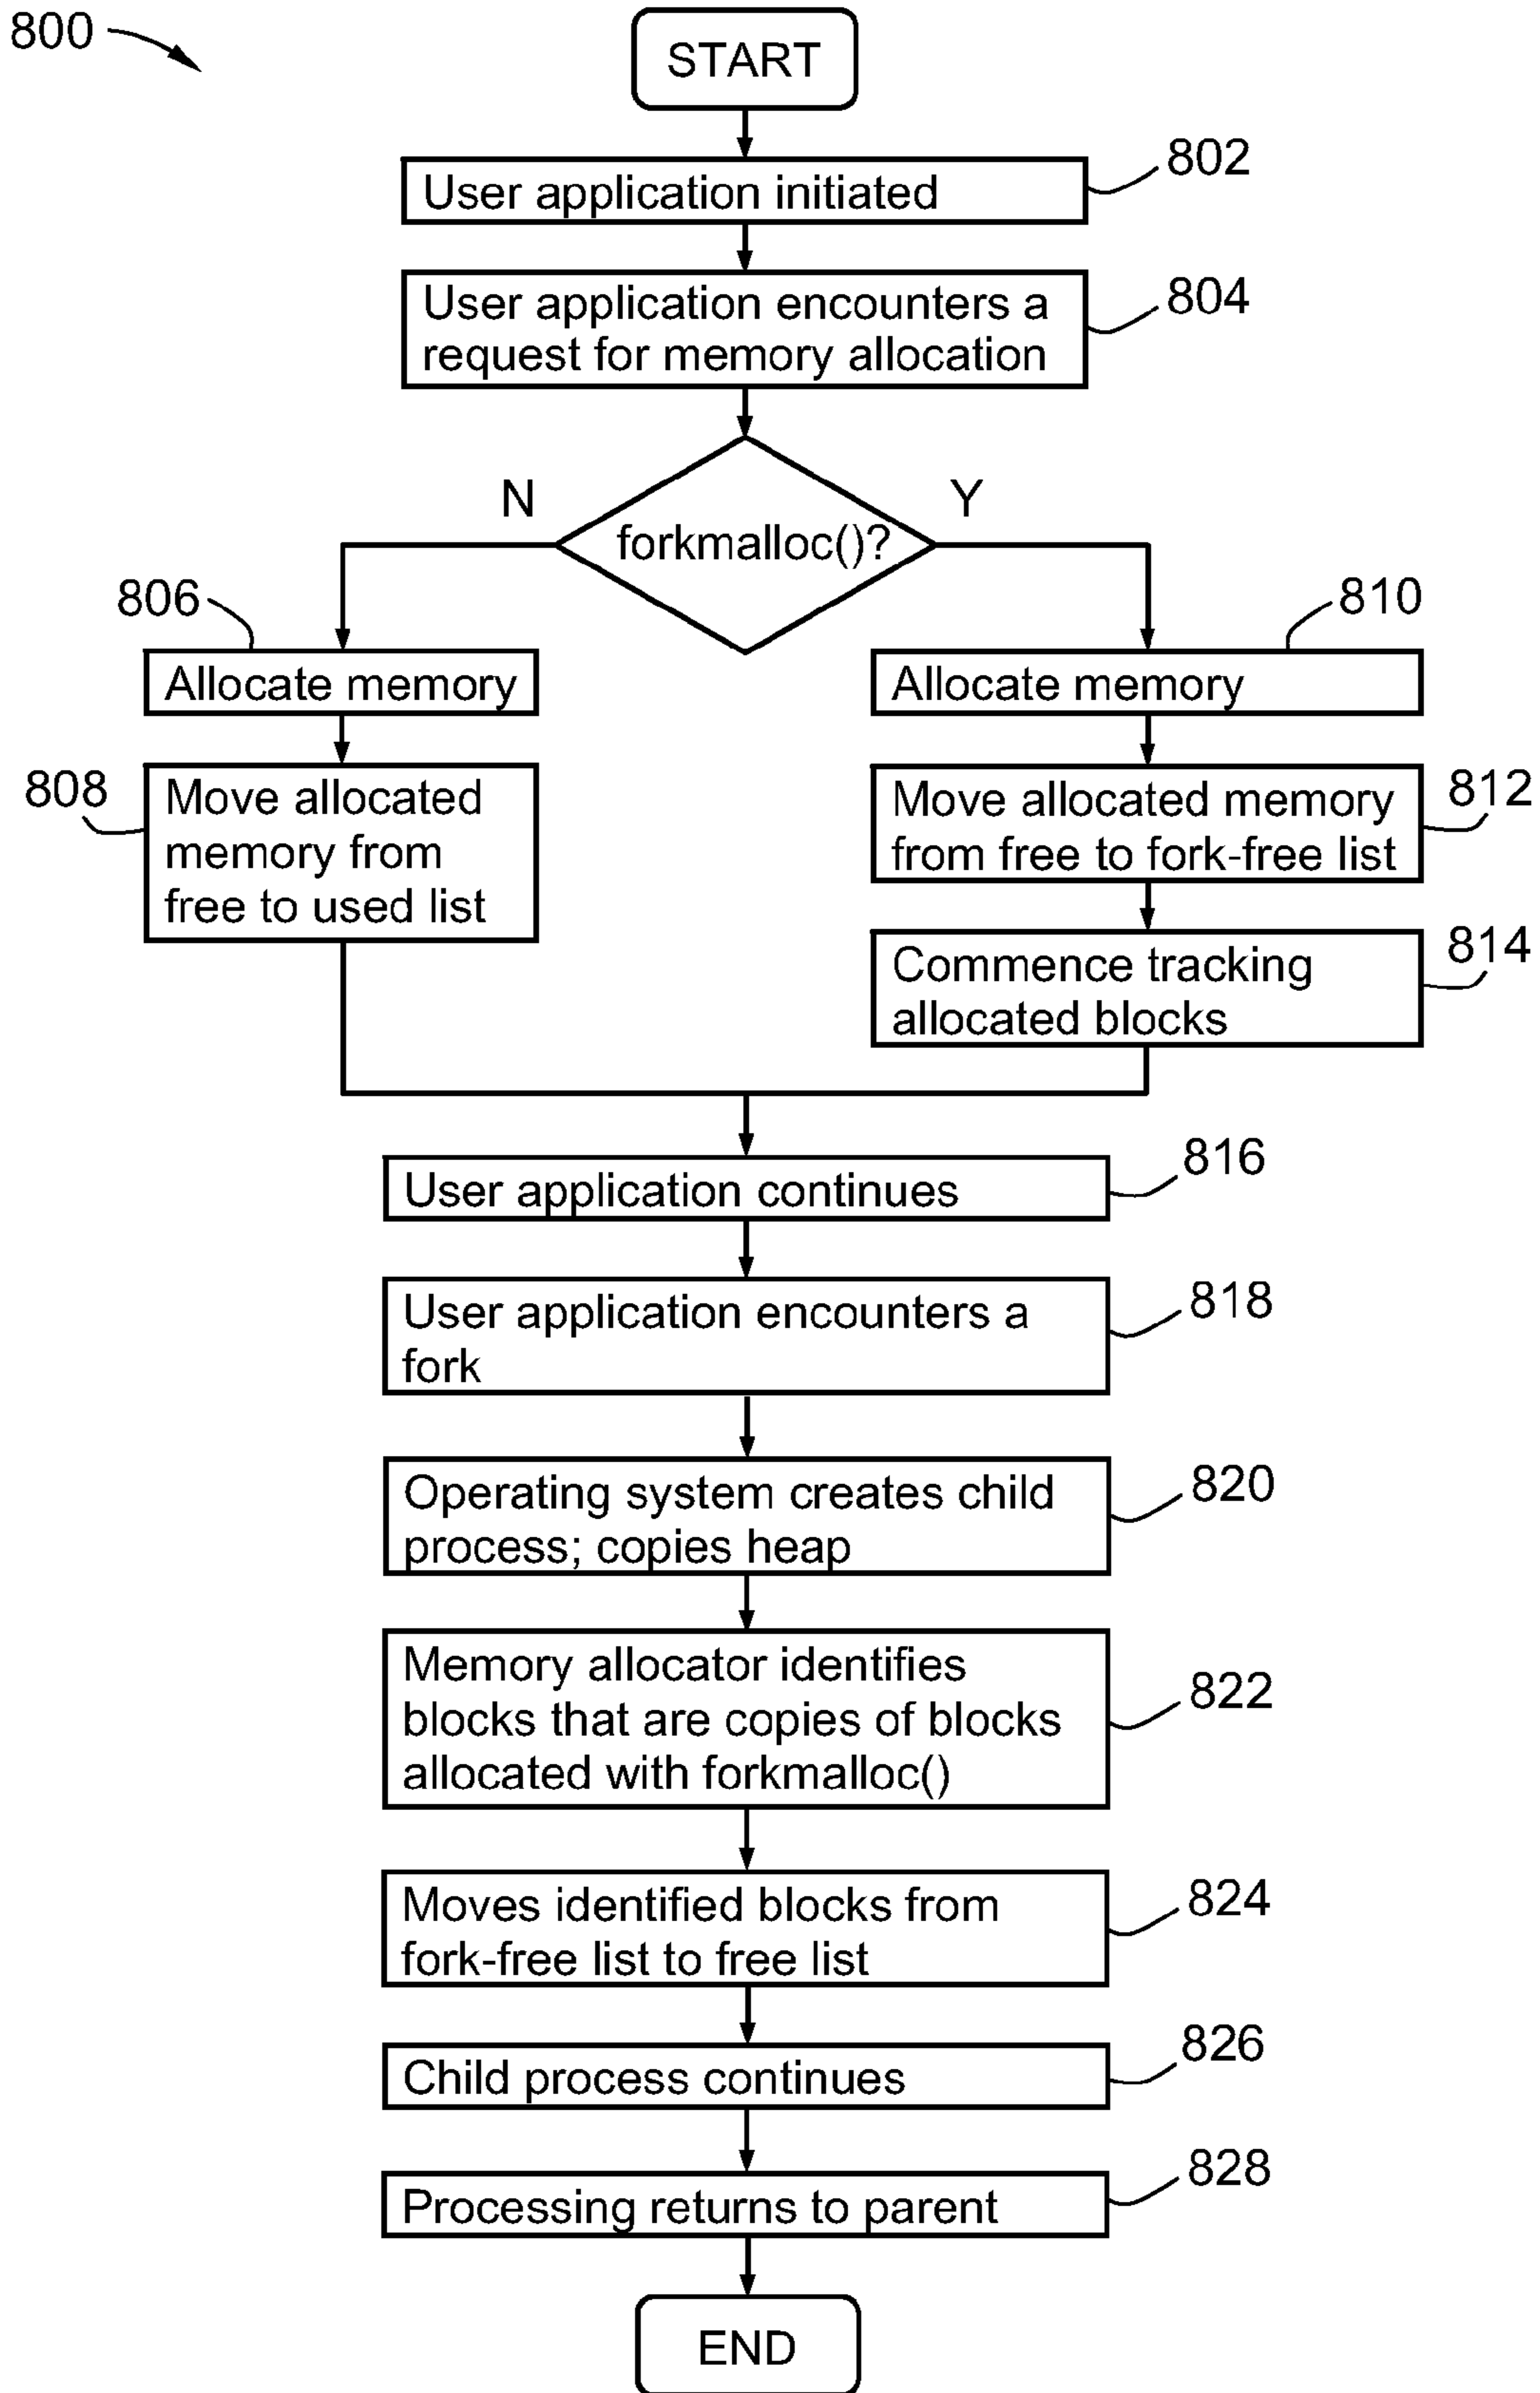 800
START
802
User application initiated
804
User application encounters a
request for memory allocation
N
Y
forkmalloc()?
806
Allocate memory
808
Move allocated
memory from
free to used list
810
Allocate memory
812
Move allocated memory
from free to fork-free list
814
Commence tracking
allocated blocks
816
User application continues
818
User application encounters a
fork
820
Operating system creates child
process; copies heap
822
Memory allocator identifies
blocks that are copies of blocks
allocated with forkmalloc()
824
Moves identified blocks from
fork-free list to free list
826
Child process continues
828
Processing returns to parent
END